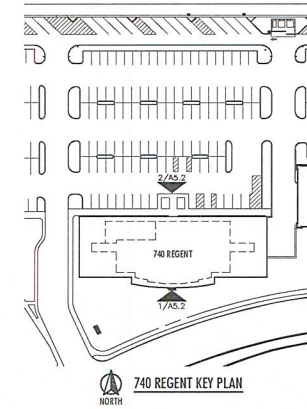 2/A5.2
740 REGENT
1/A5.2
NORTH
740 REGENT KEY PLAN